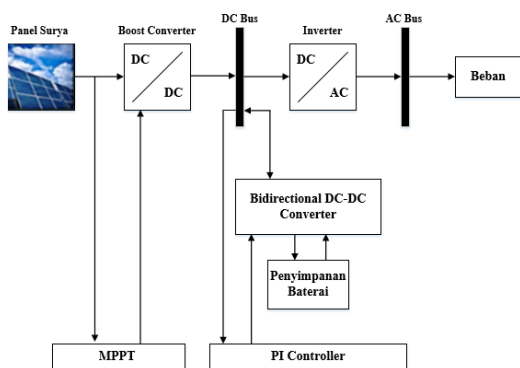 Panel Surya
Boost Converter
DC Bus
Inverter
AC Bus
DC
DC
DC
AC
Beban
Bidirectional DC-DC
Converter
Penyimpanan
Baterai
MPPT
PI Controller